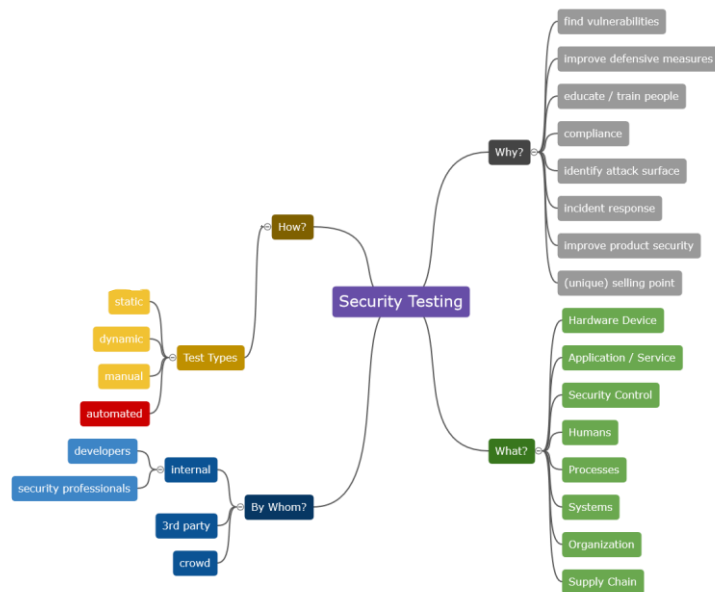 Security Testing
Why?
find vulnerabilities
improve defensive measures
educate / train people
compliance
identify attack surface
incident response
improve product security
(unique) selling point
What?
Hardware Device
Application / Service
Security Control
Humans
Processes
Systems
Organization
Supply Chain
How?
Test Types
static
dynamic
manual
automated
By Whom?
internal
developers
security professionals
3rd party
crowd